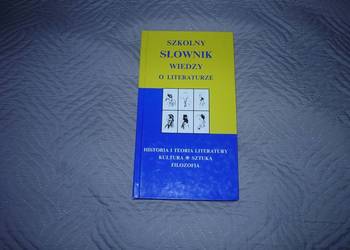 SZKOLNY
SŁOWNIK
WIEDZY
O LITERATURZE
HISTORIA I TEORIA LITERATURY
KULTURA ✻ SZTUKA
FILOZOFIA